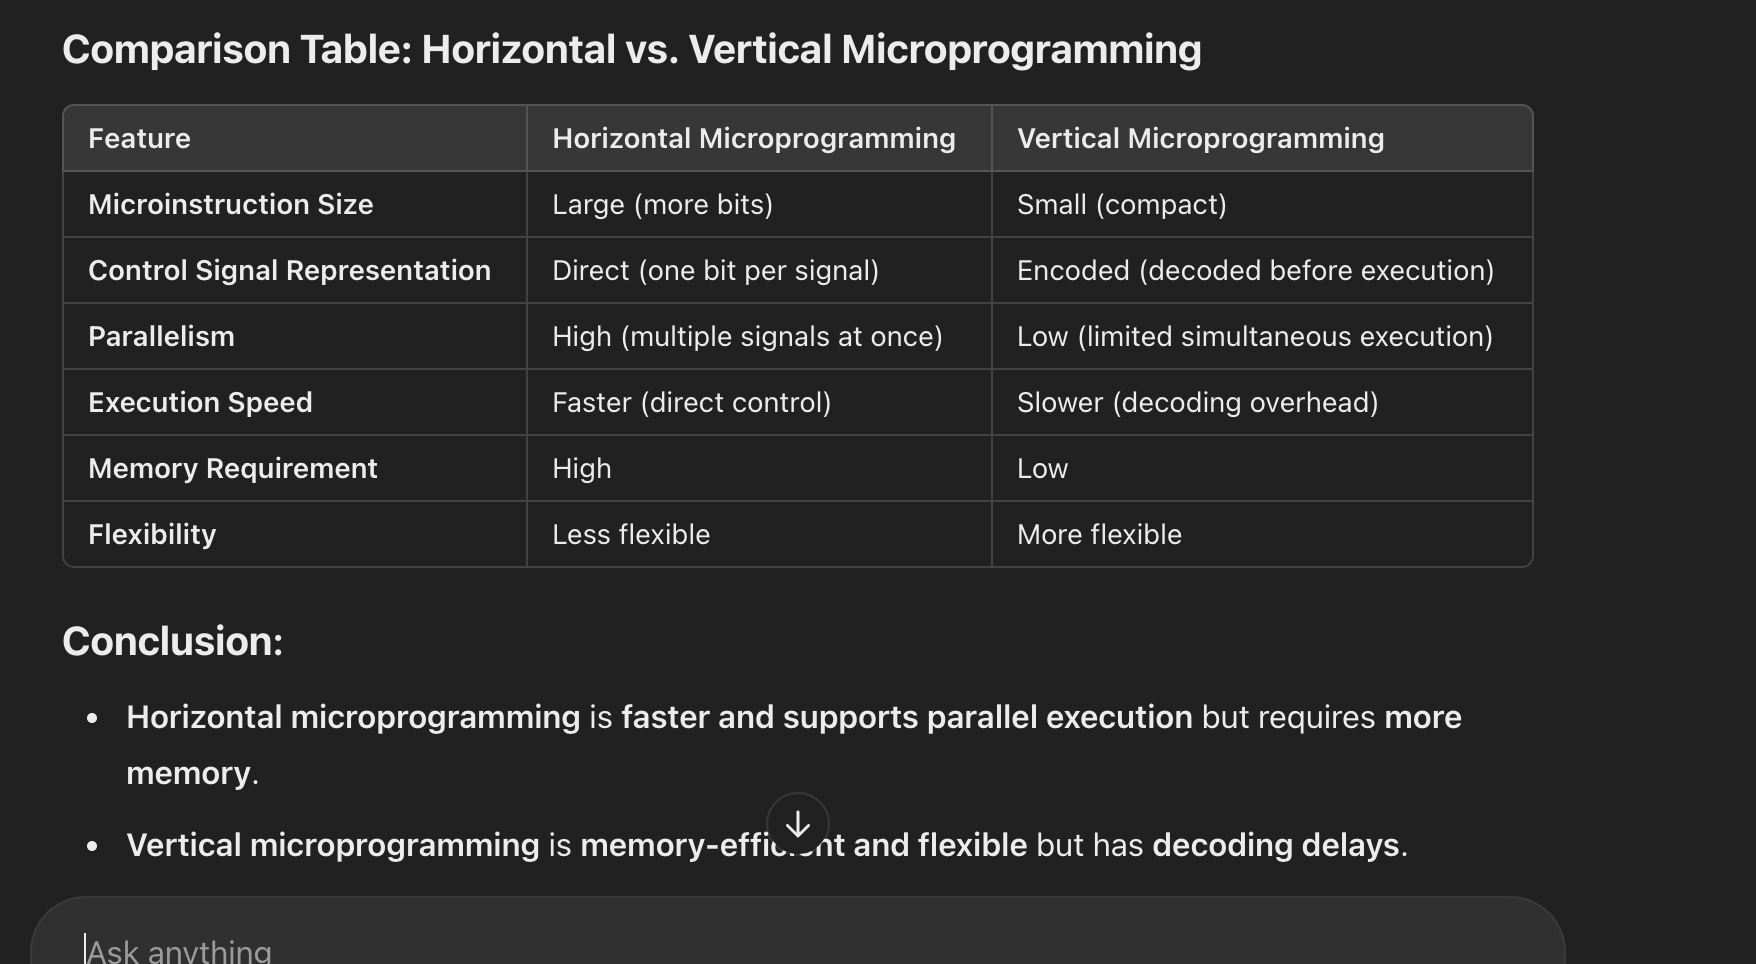 Comparison Table: Horizontal vs. Vertical Microprogramming
Feature Horizontal Microprogramming Vertical Microprogramming
Microinstruction Size Large (more bits) Small (compact)
Control Signal Representation Direct (one bit per signal) Encoded (decoded before execution)
Parallelism High (multiple signals at once) Low (limited simultaneous execution)
Execution Speed Faster (direct control) Slower (decoding overhead)
Memory Requirement High Low
Flexibility Less flexible More flexible
Conclusion:
• Horizontal microprogramming is faster and supports parallel execution but requires more
memory.
• Vertical microprogramming is memory-efficient and flexible but has decoding delays.
Ask anything